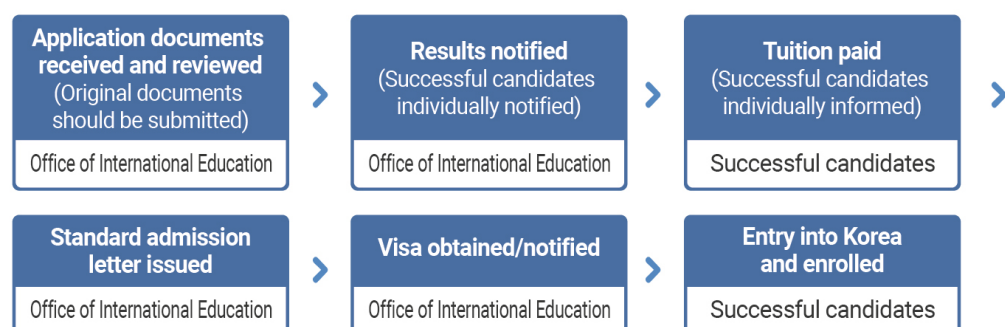 Application documents
received and reviewed
(Original documents
should be submitted)
Office of International Education
Results notified
(Successful candidates
individually notified)
Office of International Education
Tuition paid
(Successful candidates
individually informed)
Successful candidates
Standard admission
letter issued
Office of International Education
Visa obtained/notified
Office of International Education
Entry into Korea
and enrolled
Successful candidates